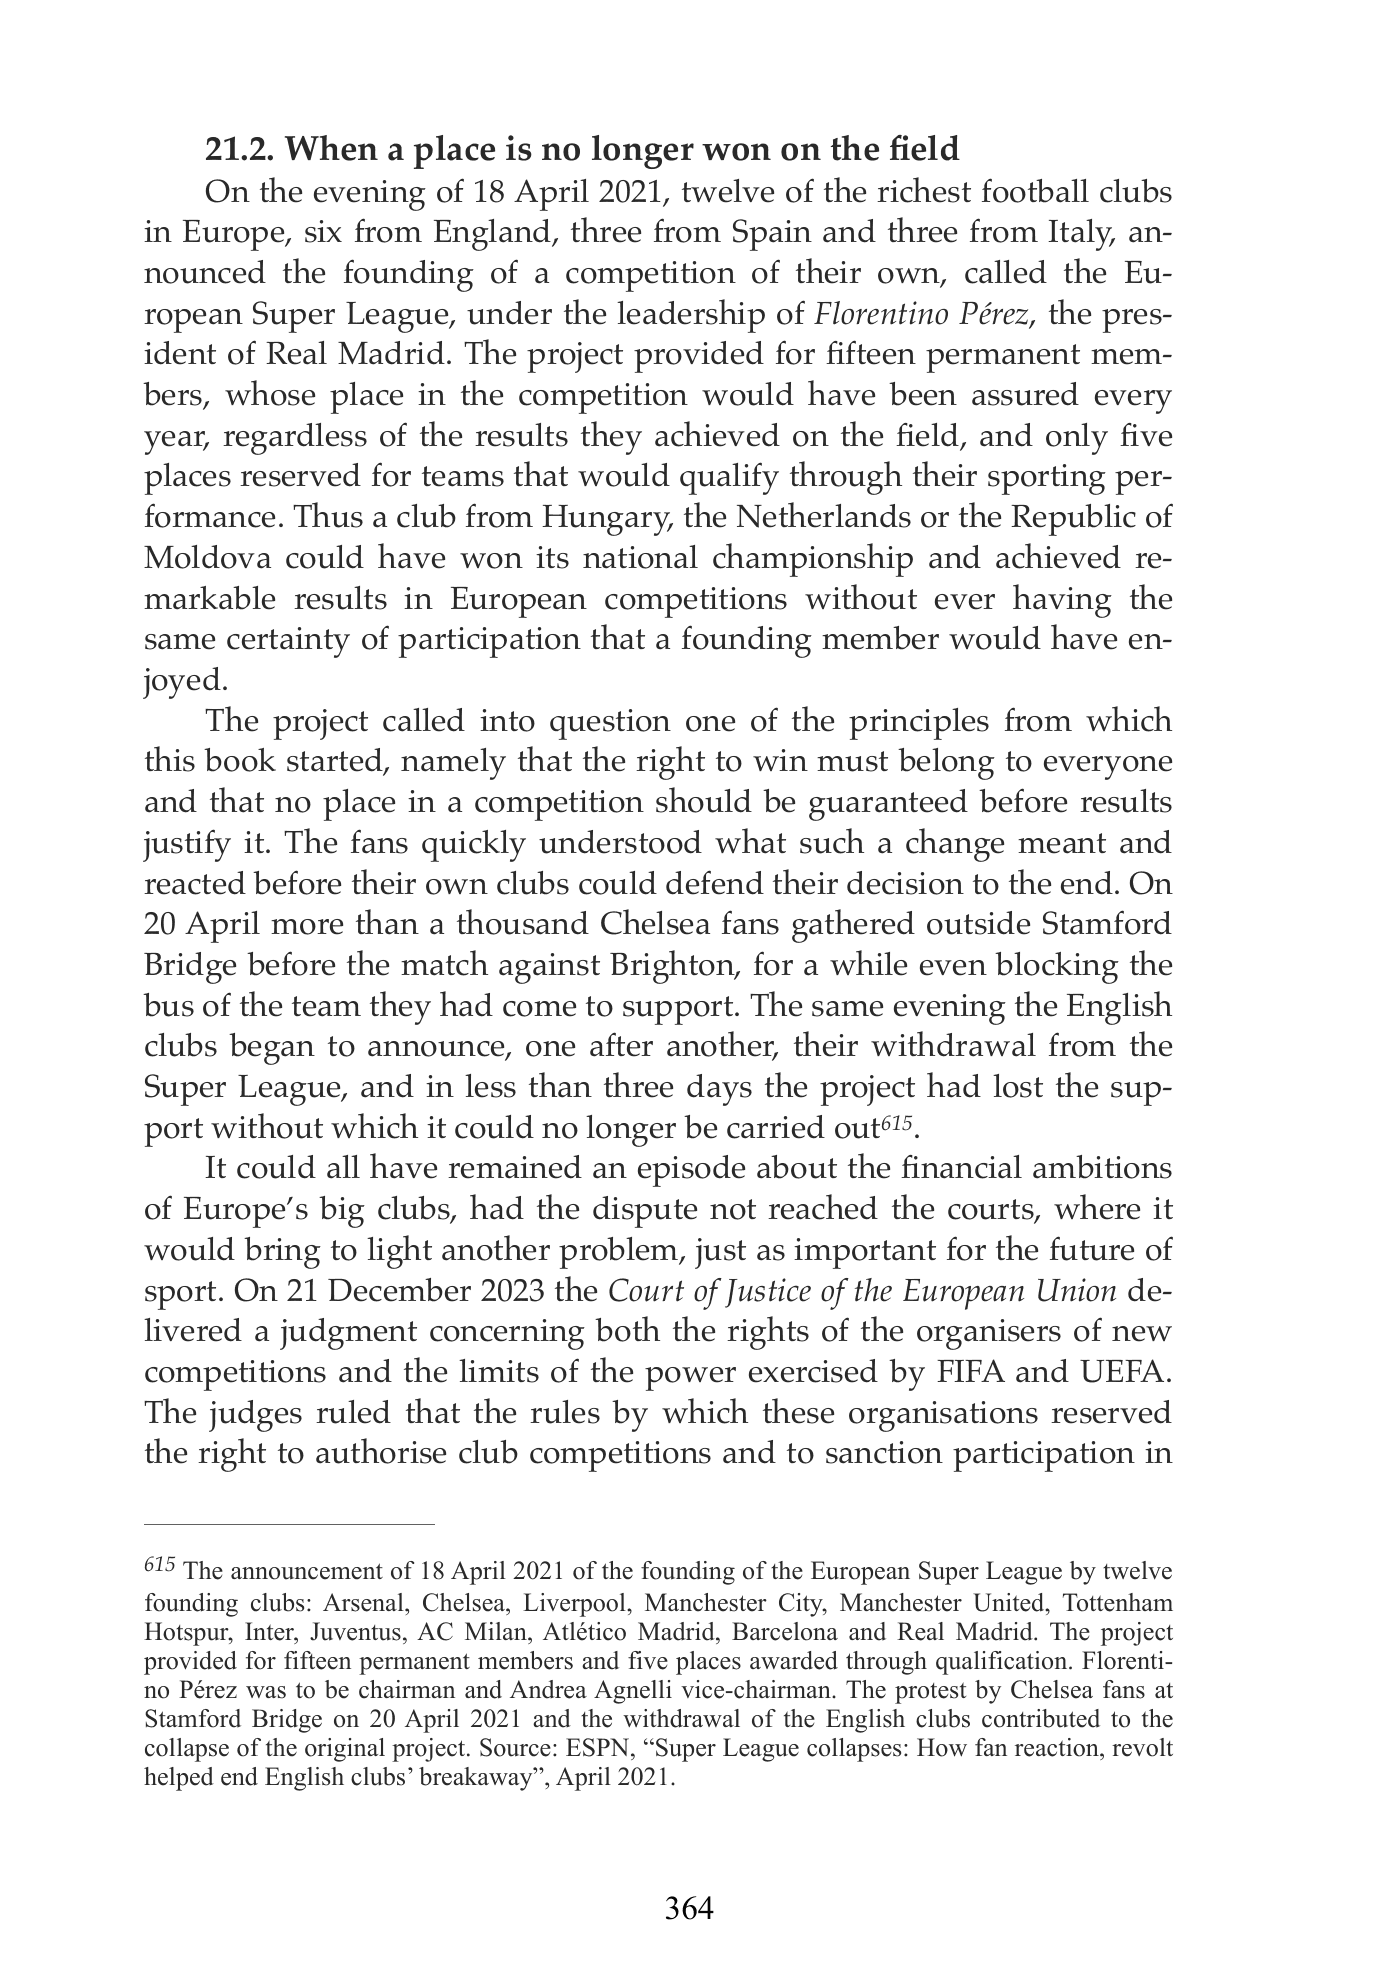 21.2. When a place is no longer won on the field
On the evening of 18 April 2021, twelve of the richest football clubs
in Europe, six from England, three from Spain and three from Italy, an-
nounced the founding of a competition of their own, called the Eu-
ropean Super League, under the leadership of Florentino Pérez, the pres-
ident of Real Madrid. The project provided for fifteen permanent mem-
bers, whose place in the competition would have been assured every
year, regardless of the results they achieved on the field, and only five
places reserved for teams that would qualify through their sporting per-
formance. Thus a club from Hungary, the Netherlands or the Republic of
Moldova could have won its national championship and achieved re-
markable results in European competitions without ever having the
same certainty of participation that a founding member would have en-
joyed.
The project called into question one of the principles from which
this book started, namely that the right to win must belong to everyone
and that no place in a competition should be guaranteed before results
justify it. The fans quickly understood what such a change meant and
reacted before their own clubs could defend their decision to the end. On
20 April more than a thousand Chelsea fans gathered outside Stamford
Bridge before the match against Brighton, for a while even blocking the
bus of the team they had come to support. The same evening the English
clubs began to announce, one after another, their withdrawal from the
Super League, and in less than three days the project had lost the sup-
port without which it could no longer be carried out615.
It could all have remained an episode about the financial ambitions
of Europe’s big clubs, had the dispute not reached the courts, where it
would bring to light another problem, just as important for the future of
sport. On 21 December 2023 the Court of Justice of the European Union de-
livered a judgment concerning both the rights of the organisers of new
competitions and the limits of the power exercised by FIFA and UEFA.
The judges ruled that the rules by which these organisations reserved
the right to authorise club competitions and to sanction participation in
615 The announcement of 18 April 2021 of the founding of the European Super League by twelve
founding clubs: Arsenal, Chelsea, Liverpool, Manchester City, Manchester United, Tottenham
Hotspur, Inter, Juventus, AC Milan, Atlético Madrid, Barcelona and Real Madrid. The project
provided for fifteen permanent members and five places awarded through qualification. Florenti-
no Pérez was to be chairman and Andrea Agnelli vice-chairman. The protest by Chelsea fans at
Stamford Bridge on 20 April 2021 and the withdrawal of the English clubs contributed to the
collapse of the original project. Source: ESPN, “Super League collapses: How fan reaction, revolt
helped end English clubs’ breakaway”, April 2021.
364